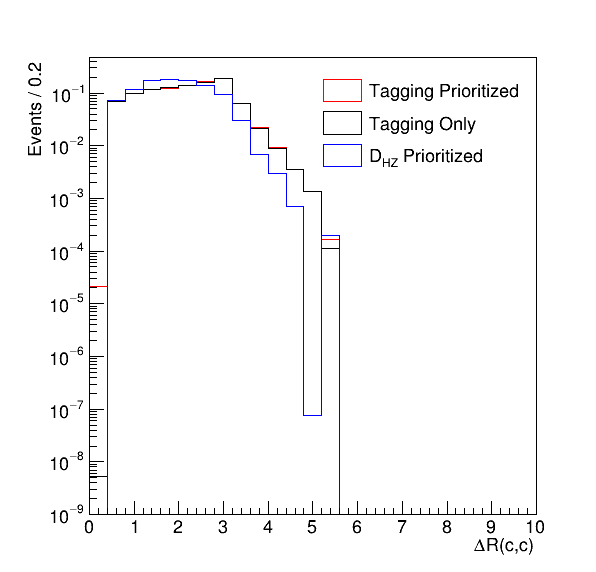 Events / 0.2
10⁻¹
10⁻²
10⁻³
10⁻⁴
10⁻⁵
10⁻⁶
10⁻⁷
10⁻⁸
10⁻⁹
Tagging Prioritized
Tagging Only
D_HZ Prioritized
0 1 2 3 4 5 6 7 8 9 10
ΔR(c,c)